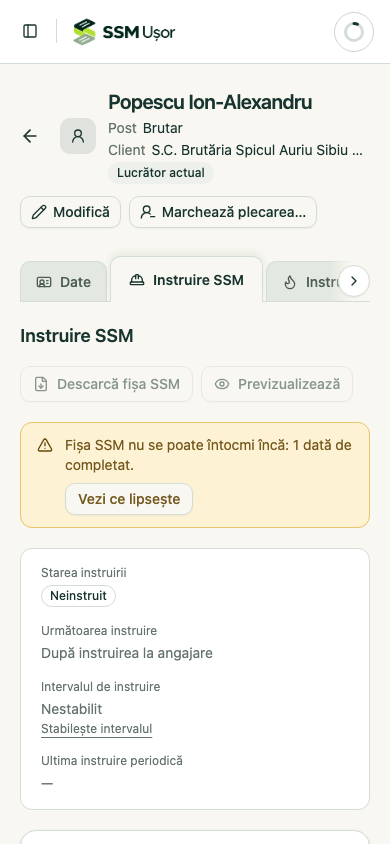 SSM Ușor
Popescu Ion-Alexandru
Post Brutar
Client S.C. Brutăria Spicul Auriu Sibiu ...
Lucrător actual
Modifică
Marchează plecarea...
Date
Instruire SSM
Instru
Instruire SSM
Descarcă fișa SSM
Previzualizează
Fișa SSM nu se poate întocmi încă: 1 dată de
completat.
Vezi ce lipsește
Starea instruirii
Neinstruit
Următoarea instruire
După instruirea la angajare
Intervalul de instruire
Nestabilit
Stabilește intervalul
Ultima instruire periodică
—